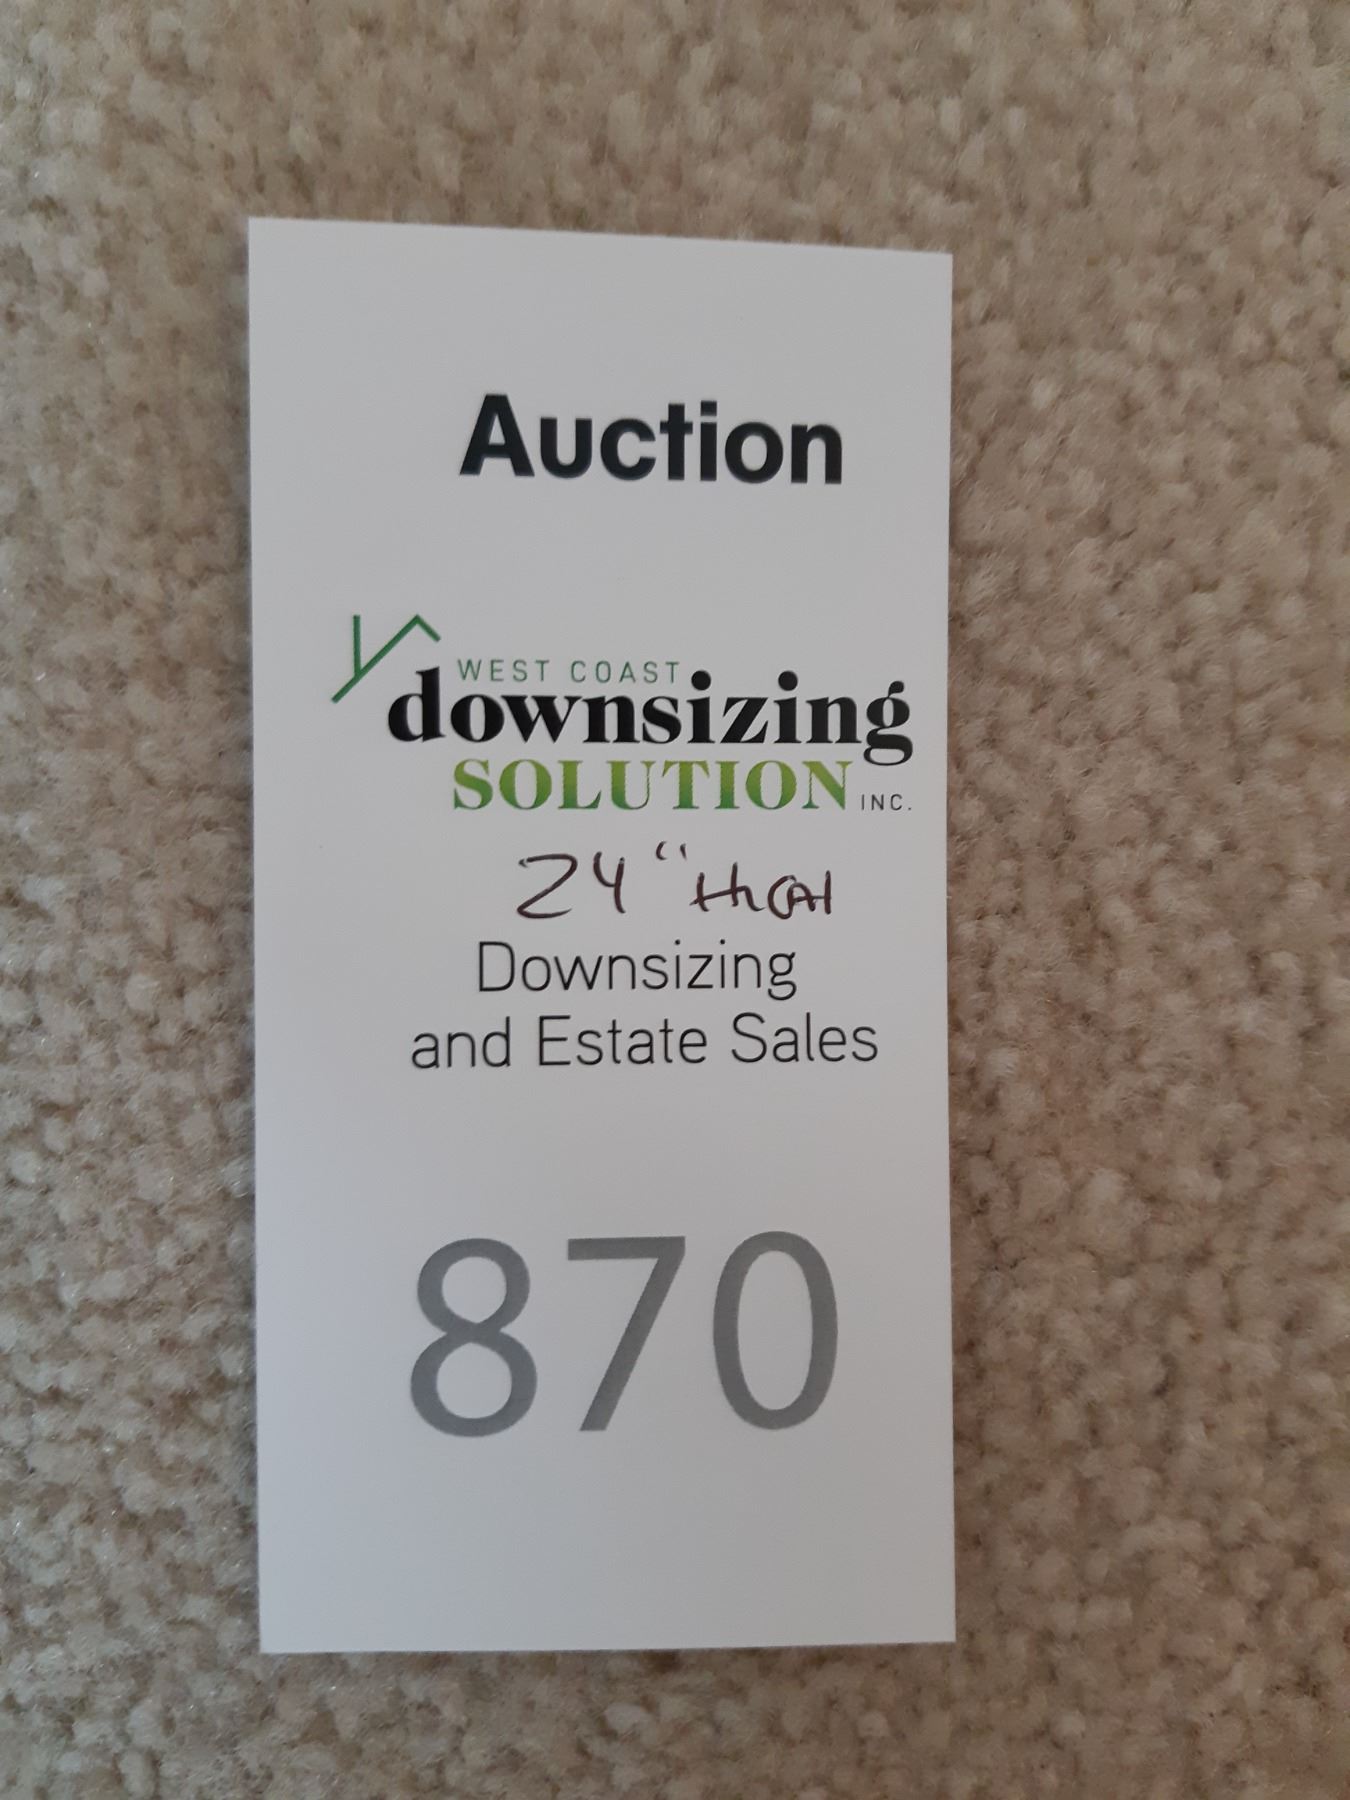 Auction
WEST COAST
downsizing
SOLUTION INC.
24" HIGH
Downsizing
and Estate Sales
870